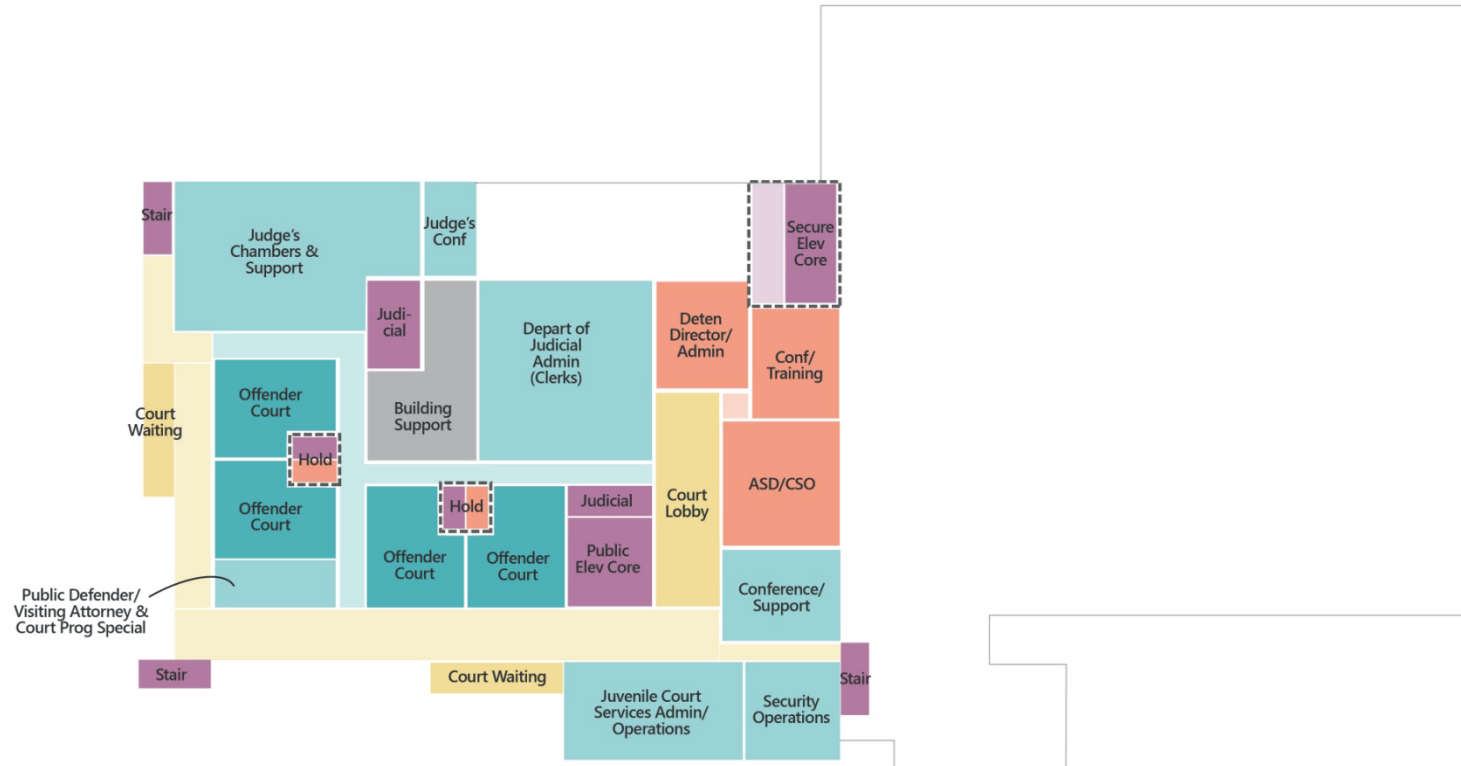 Stair
Judge's
Chambers &
Support
Judge's
Conf
Secure
Elev
Core
Judi-
cial
Depart of
Judicial
Admin
(Clerks)
Deten
Director/
Admin
Conf/
Training
Offender
Court
Court
Waiting
Building
Support
Hold
Offender
Court
Hold
Judicial
Court
Lobby
ASD/CSO
Offender
Court
Offender
Court
Public
Elev Core
Public Defender/
Visiting Attorney &
Court Prog Special
Conference/
Support
Stair
Court Waiting
Juvenile Court
Services Admin/
Operations
Security
Operations
Stair